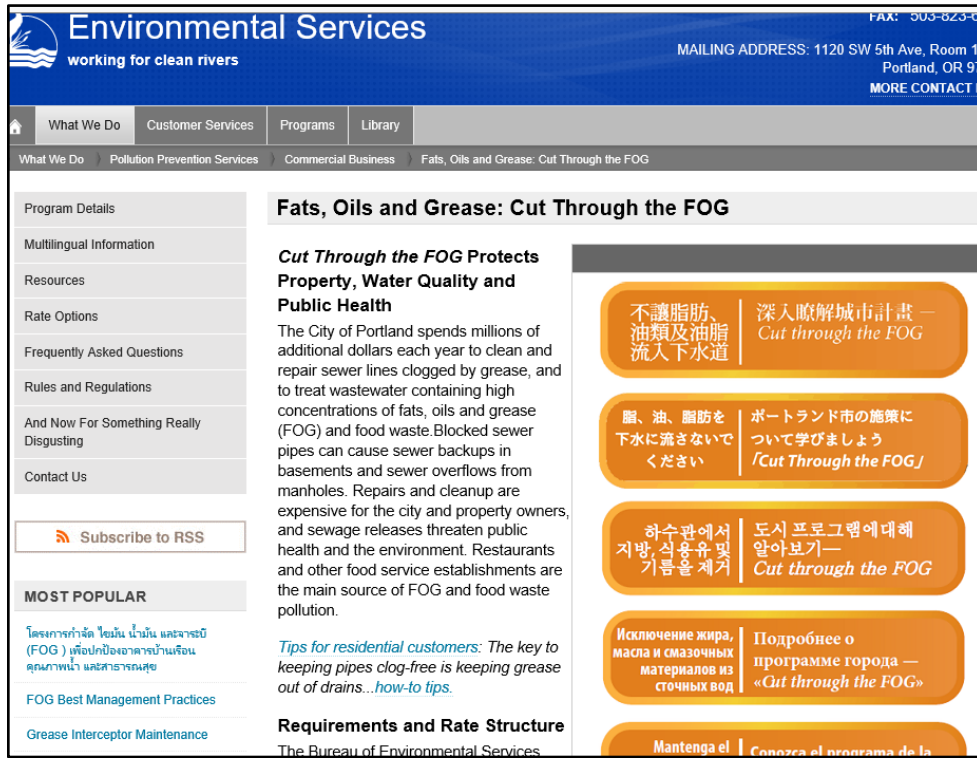 Environmental Services
working for clean rivers
FAX: 503-823-6
MAILING ADDRESS: 1120 SW 5th Ave, Room 1
Portland, OR 97
MORE CONTACT
What We Do
Customer Services
Programs
Library
What We Do
Pollution Prevention Services
Commercial Business
Fats, Oils and Grease: Cut Through the FOG
Program Details
Multilingual Information
Resources
Rate Options
Frequently Asked Questions
Rules and Regulations
And Now For Something Really
Disgusting
Contact Us
Subscribe to RSS
MOST POPULAR
โครงการกำจัด ไขมัน น้ำมัน และจาระบี
(FOG ) เพื่อปกป้องอาคารบ้านเรือน
คุณภาพน้ำ และสาธารณสุข
FOG Best Management Practices
Grease Interceptor Maintenance
Fats, Oils and Grease: Cut Through the FOG
Cut Through the FOG Protects
Property, Water Quality and
Public Health
The City of Portland spends millions of
additional dollars each year to clean and
repair sewer lines clogged by grease, and
to treat wastewater containing high
concentrations of fats, oils and grease
(FOG) and food waste.Blocked sewer
pipes can cause sewer backups in
basements and sewer overflows from
manholes. Repairs and cleanup are
expensive for the city and property owners,
and sewage releases threaten public
health and the environment. Restaurants
and other food service establishments are
the main source of FOG and food waste
pollution.
Tips for residential customers: The key to
keeping pipes clog-free is keeping grease
out of drains...how-to tips.
Requirements and Rate Structure
The Bureau of Environmental Services
不讓脂肪、
油類及油脂
流入下水道
深入瞭解城市計畫 —
Cut through the FOG
脂、油、脂肪を
下水に流さないで
ください
ポートランド市の施策に
ついて学びましょう
「Cut Through the FOG」
하수관에서
지방, 식용유 및
기름을 제거
도시 프로그램에 대해
알아보기—
Cut through the FOG
Исключение жира,
масла и смазочных
материалов из
сточных вод
Подробнее о
программе города —
«Cut through the FOG»
Mantenga el
Conozca el programa de la